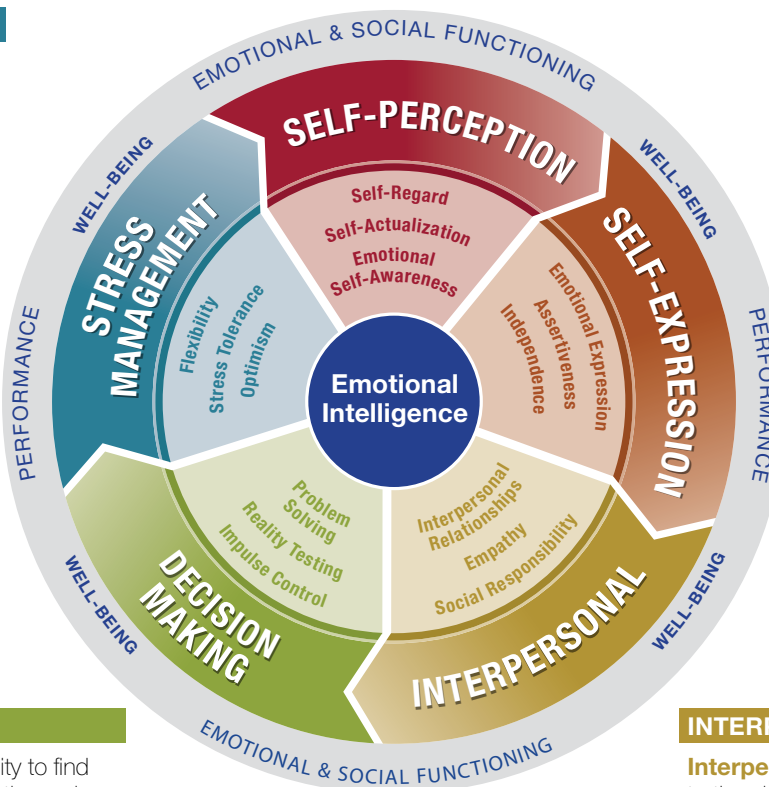 EMOTIONAL & SOCIAL FUNCTIONING
WELL-BEING
WELL-BEING
SELF-PERCEPTION
Self-Regard
Self-Actualization
Emotional
Self-Awareness
STRESS
MANAGEMENT
Flexibility
Stress Tolerance
Optimism
SELF-EXPRESSION
Emotional Expression
Assertiveness
Independence
PERFORMANCE
PERFORMANCE
Emotional
Intelligence
Problem
Solving
Reality Testing
Impulse Control
DECISION
MAKING
Interpersonal
Relationships
Empathy
Social Responsibility
INTERPERSONAL
WELL-BEING
WELL-BEING
EMOTIONAL & SOCIAL FUNCTIONING
ity to find
INTERP
Interpe